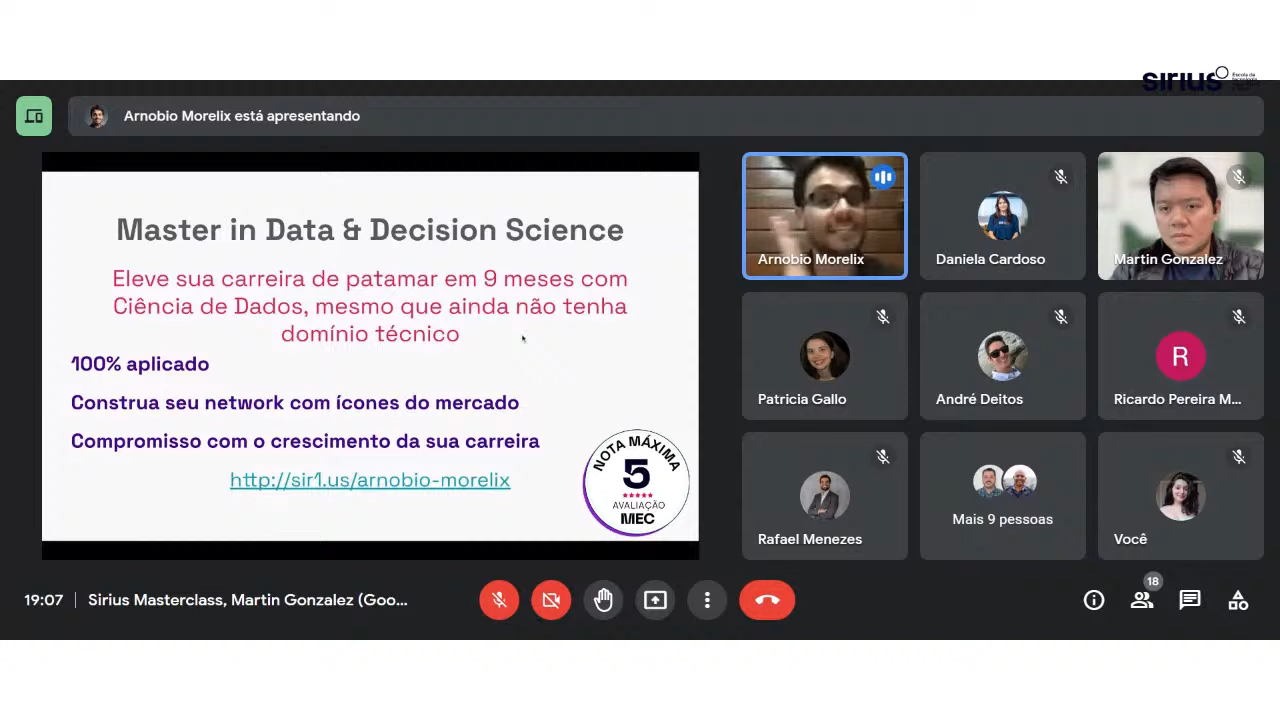 sirius
Escola da
tecnologia
Arnobio Morelix está apresentando
Master in Data & Decision Science
Eleve sua carreira de patamar em 9 meses com
Ciência de Dados, mesmo que ainda não tenha
domínio técnico
100% aplicado
Construa seu network com ícones do mercado
Compromisso com o crescimento da sua carreira
http://sir1.us/arnobio-morelix
NOTA MÁXIMA
5
AVALIAÇÃO
MEC
Arnobio Morelix
Daniela Cardoso
Martin Gonzalez
Patricia Gallo
André Deitos
R
Ricardo Pereira M...
Rafael Menezes
Mais 9 pessoas
Você
19:07 | Sirius Masterclass, Martin Gonzalez (Goo...
18